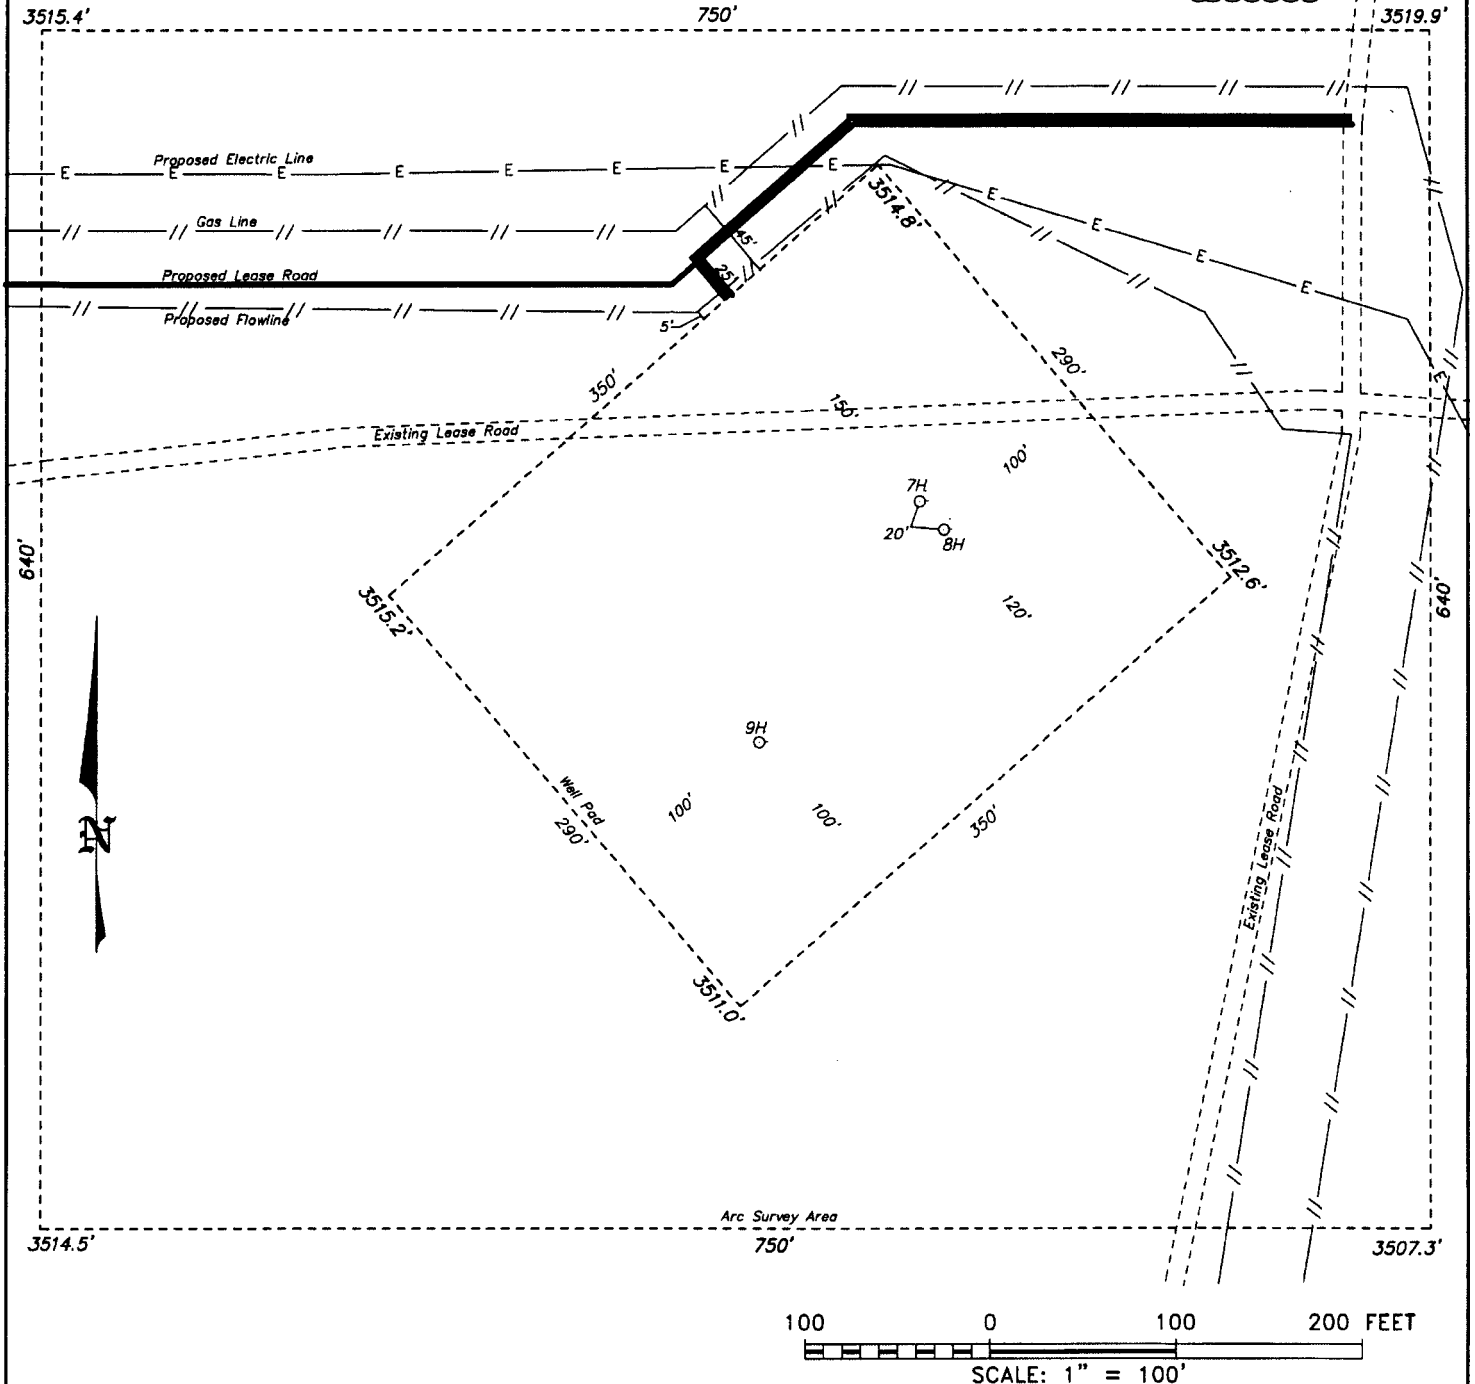 3515.4'
750'
3519.9'
Proposed Electric Line
E E E E E E E E
3514.8'
Gas Line
45'
E E E E
25'
Proposed Lease Road
Proposed Flowline
5'
290'
350'
150'
E
Existing Lease Road
100'
7H
20'
8H
640'
3512.6'
3515.2'
640'
120'
9H
N
Well Pad
100'
100'
350'
290'
Existing Lease Road
3511.0'
Arc Survey Area
3514.5'
750'
3507.3'
100 0 100 200 FEET
SCALE: 1" = 100'